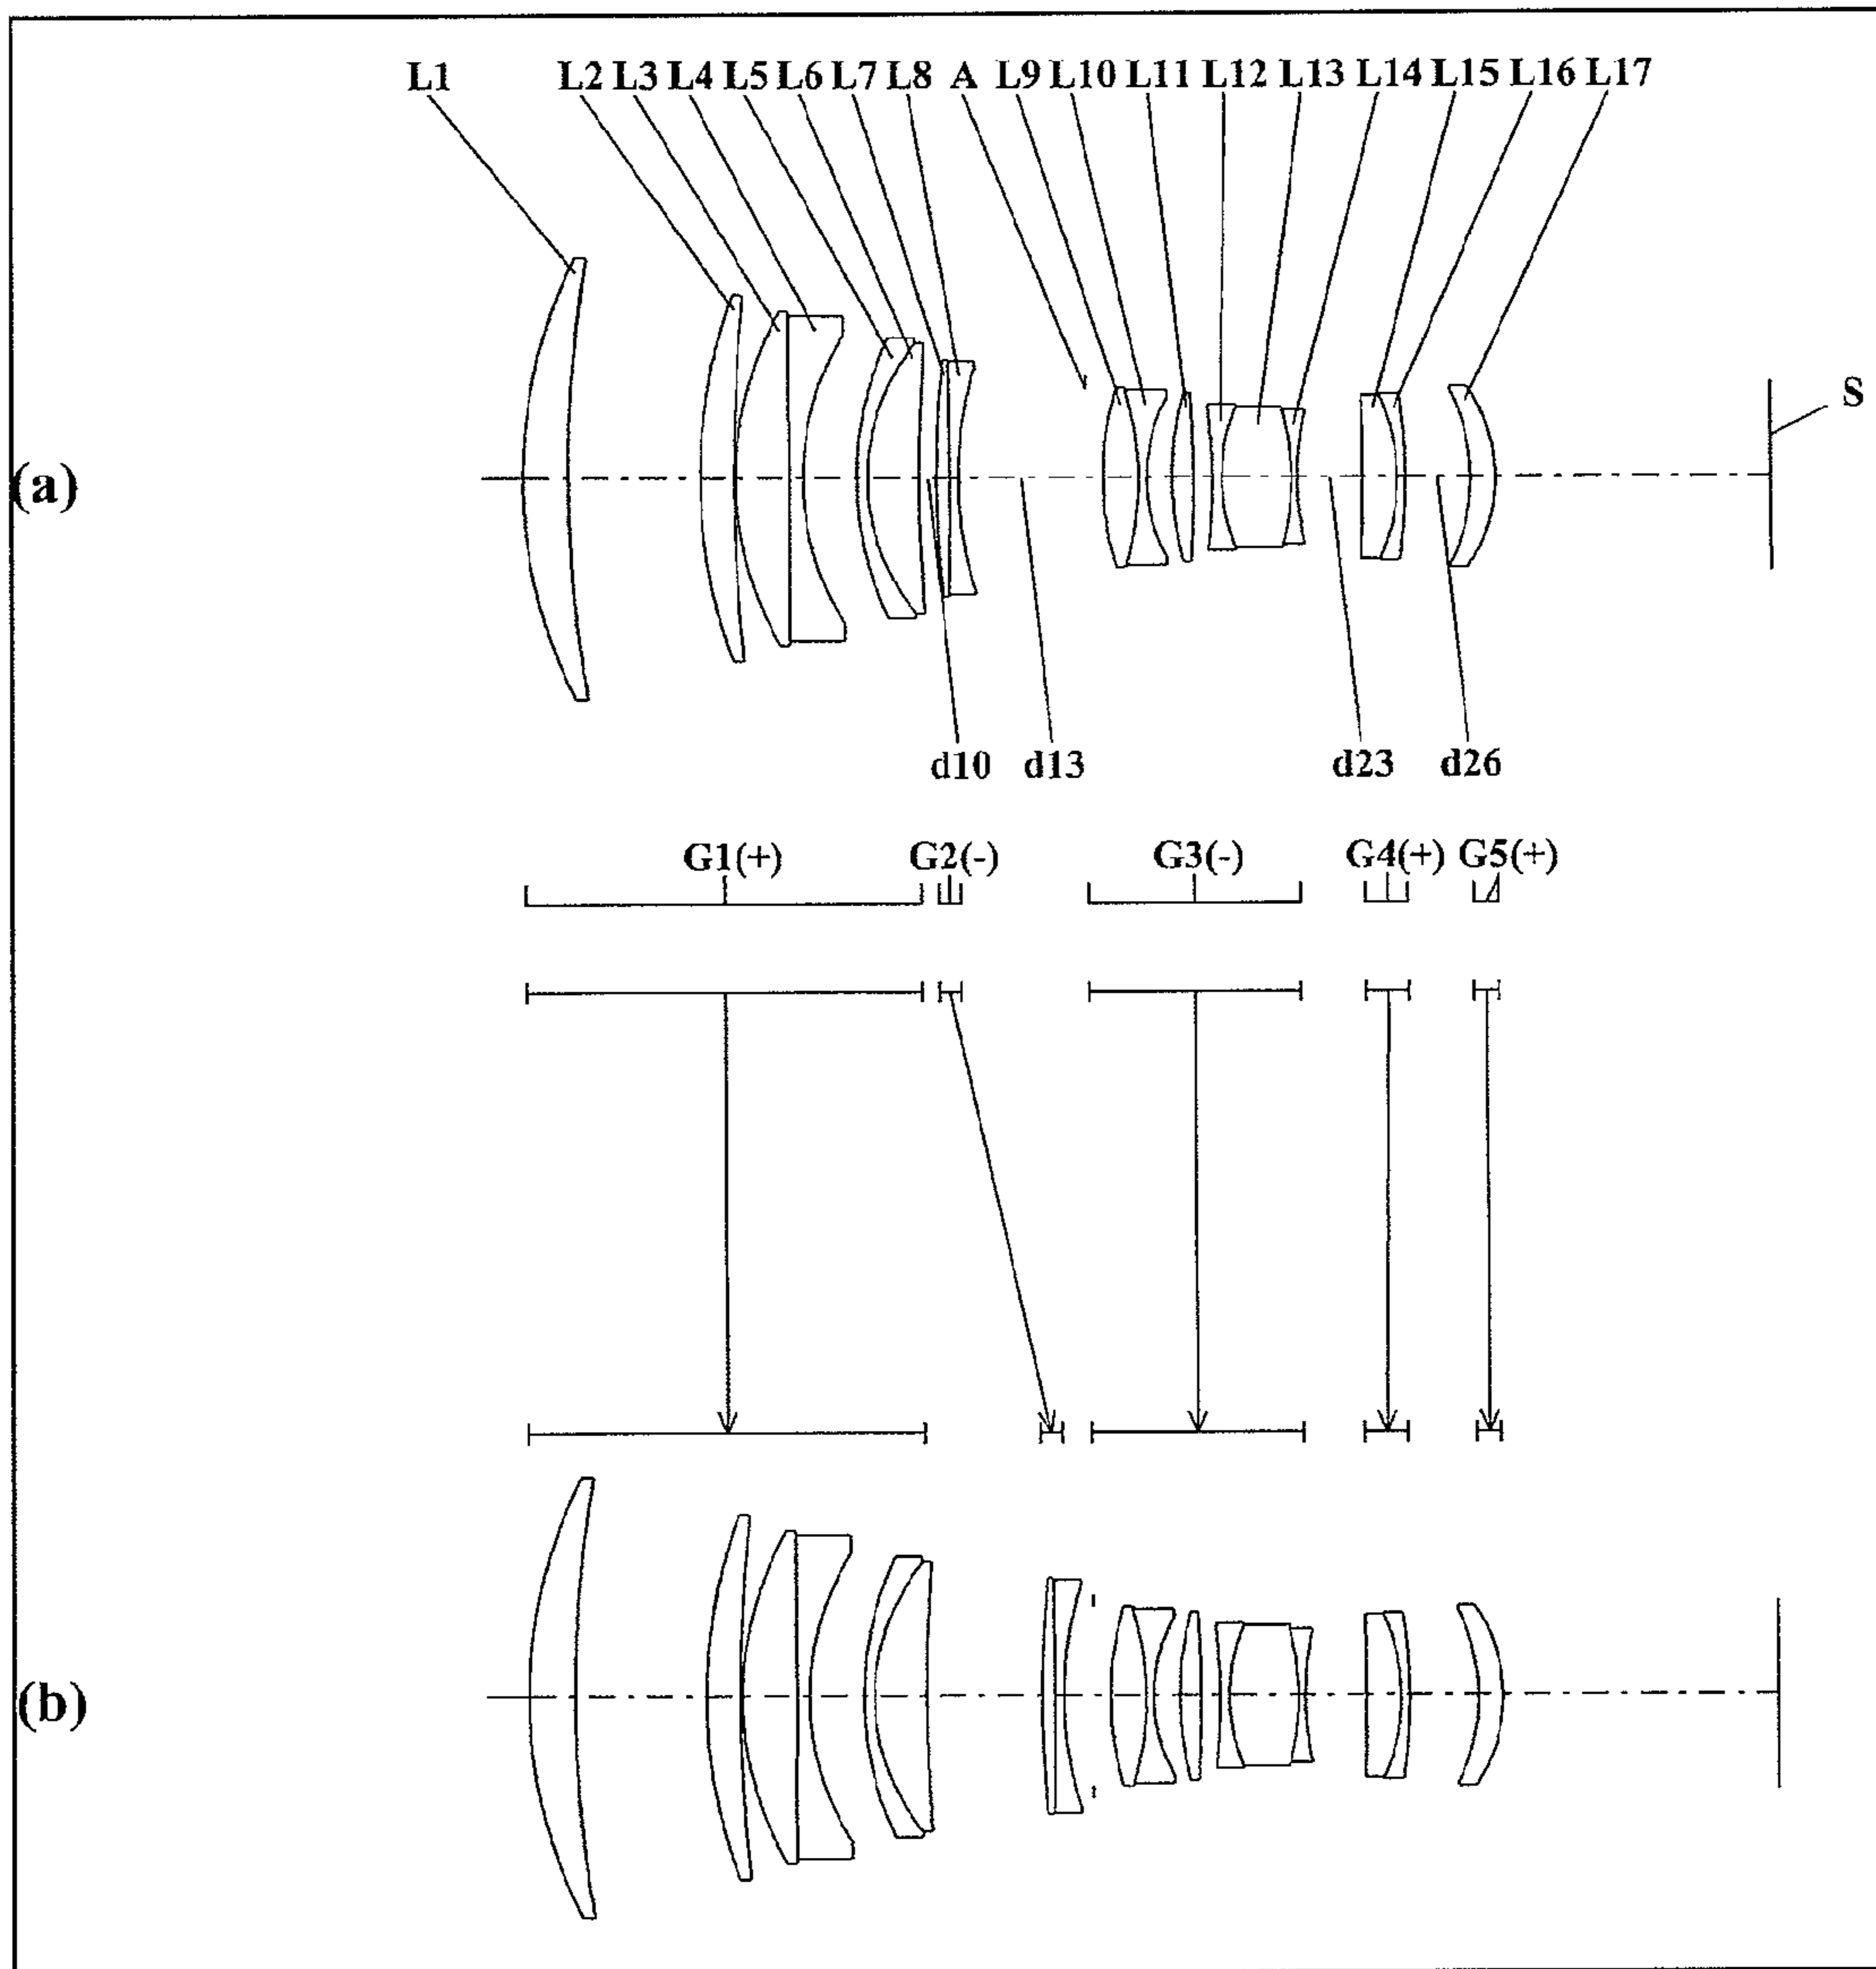 L1 L2 L3 L4 L5 L6 L7 L8 A L9 L10 L11 L12 L13 L14 L15 L16 L17
S
(a)
d10 d13 d23 d26
G1(+) G2(-) G3(-) G4(+) G5(+)
(b)